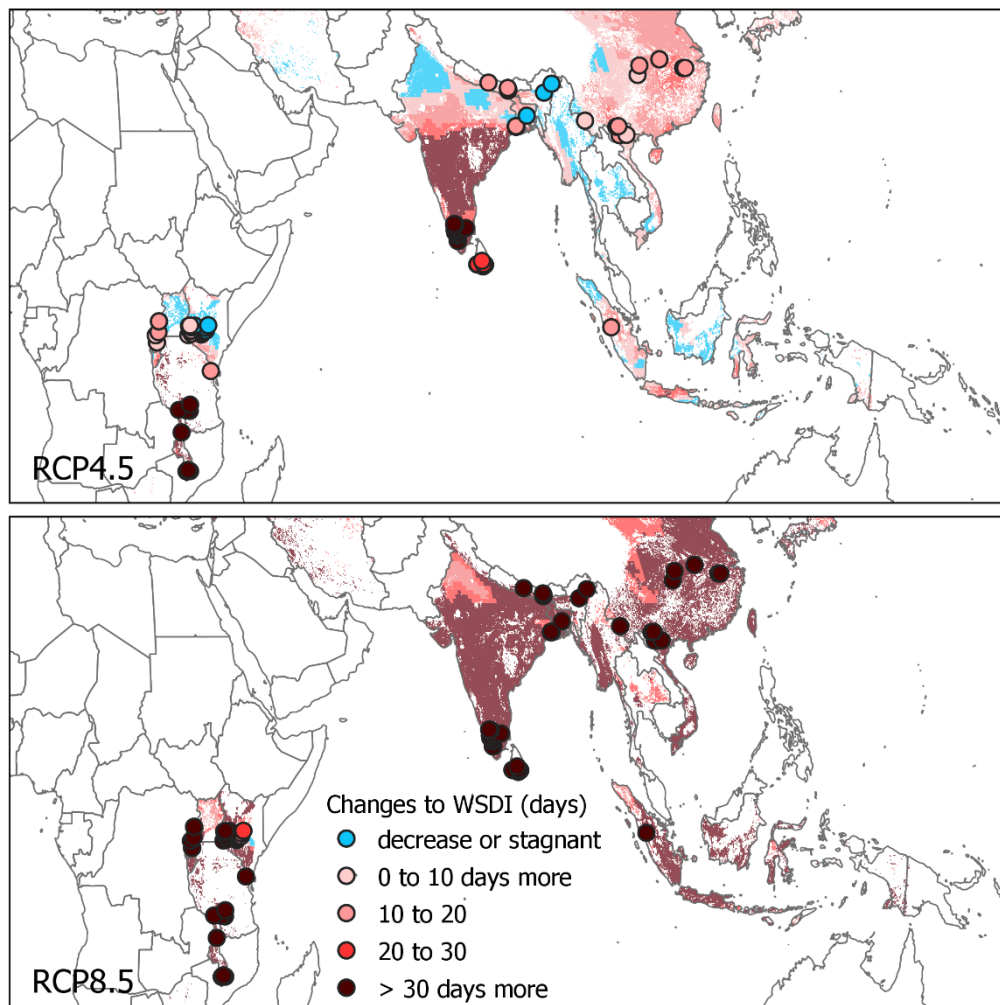 RCP4.5
Changes to WSDI (days)
decrease or stagnant
0 to 10 days more
10 to 20
20 to 30
> 30 days more
RCP8.5